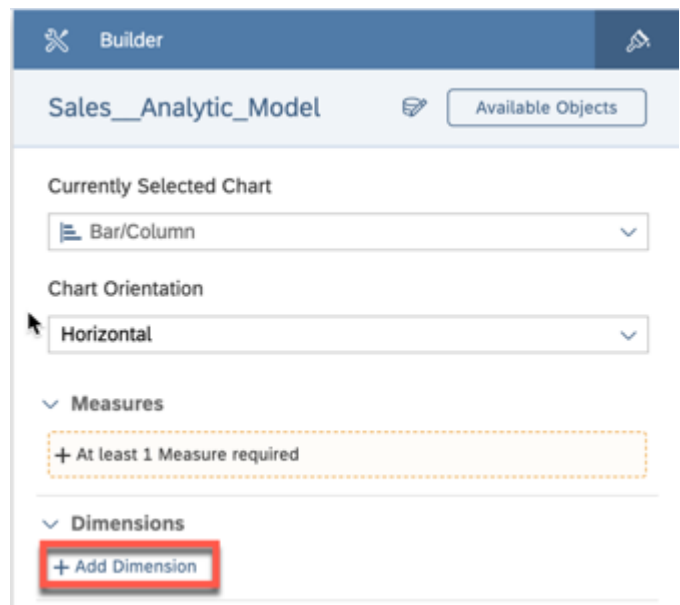 Builder
Sales__Analytic_Model
Available Objects
Currently Selected Chart
Bar/Column
Chart Orientation
Horizontal
Measures
+ At least 1 Measure required
Dimensions
+ Add Dimension